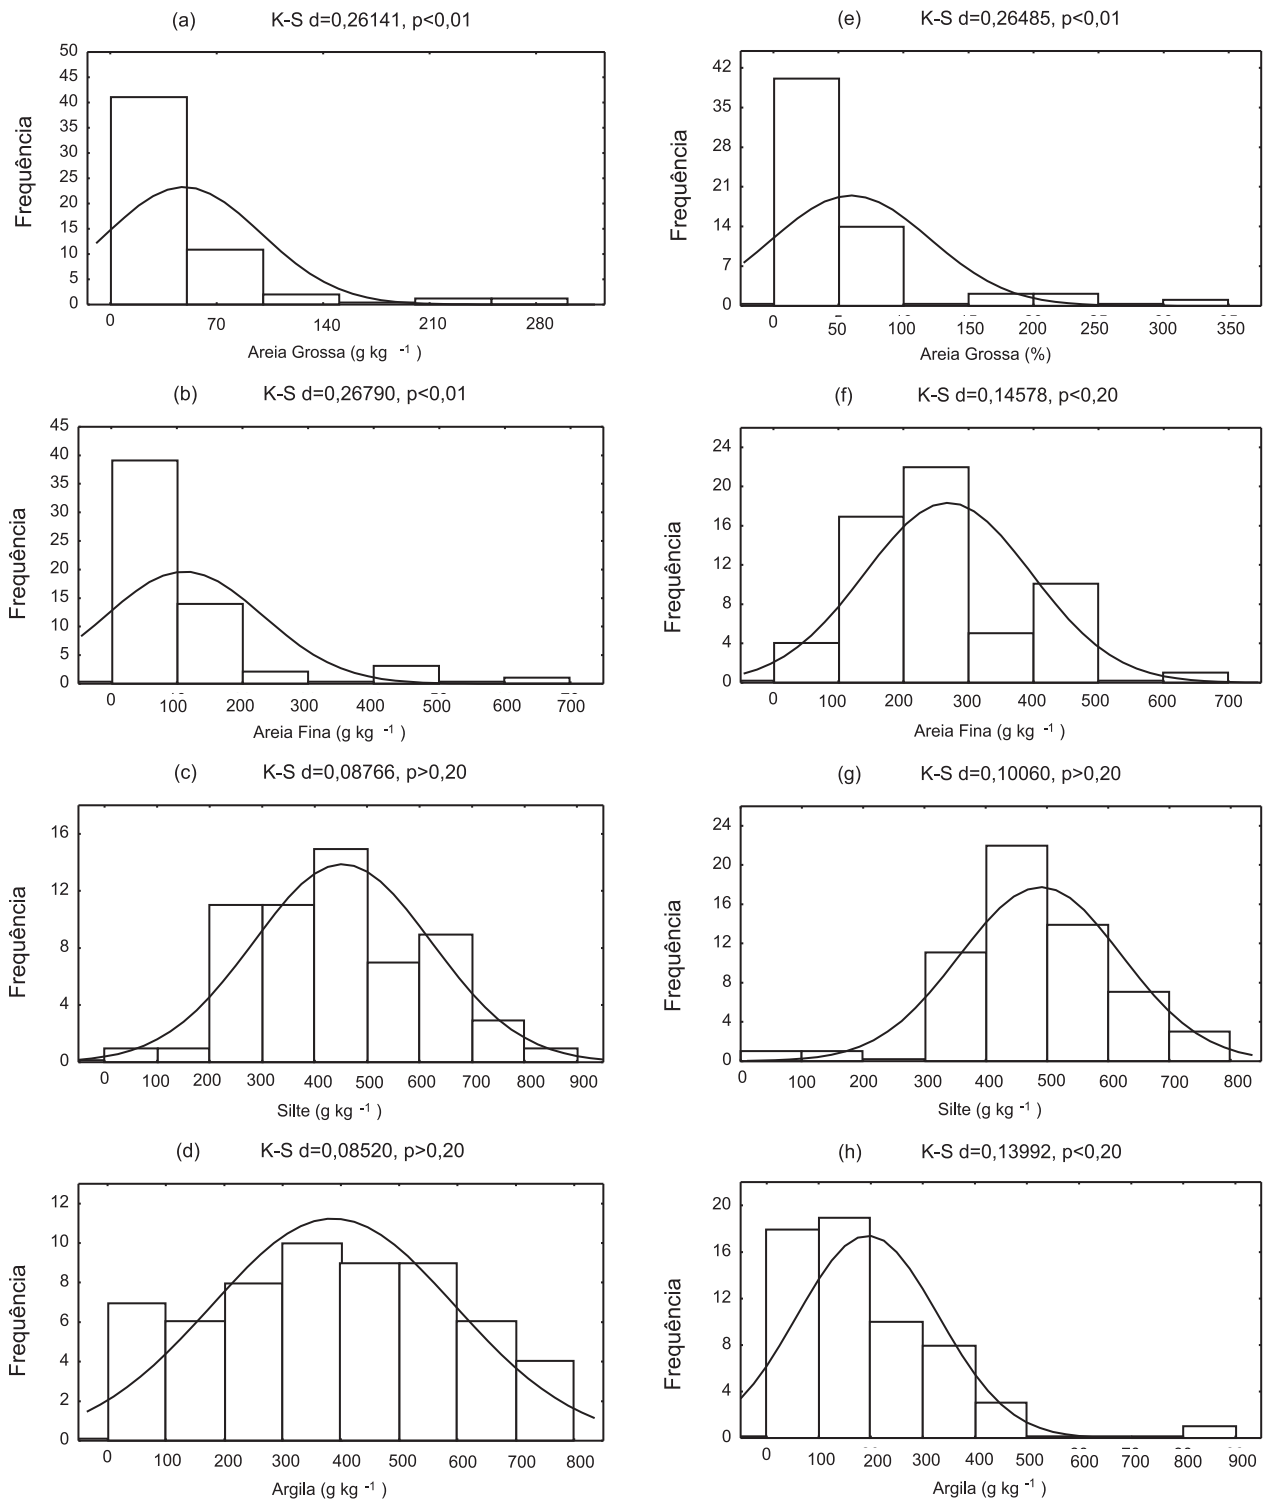 (a) K-S d=0,26141, p<0,01
50
45
40
35
30
25
20
15
10
5
0
Frequência
0 70 140 210 280
Areia Grossa (g kg -1 )
(e) K-S d=0,26485, p<0,01
42
35
28
21
14
7
0
Frequência
0 50 100 150 200 250 300 350
Areia Grossa (%)
(b) K-S d=0,26790, p<0,01
45
40
35
30
25
20
15
10
5
0
Frequência
0 100 200 300 400 500 600 700
Areia Fina (g kg -1 )
(f) K-S d=0,14578, p<0,20
24
20
16
12
8
4
0
Frequência
0 100 200 300 400 500 600 700
Areia Fina (g kg -1 )
(c) K-S d=0,08766, p>0,20
16
12
8
4
0
Frequência
0 100 200 300 400 500 600 700 800 900
Silte (g kg -1 )
(g) K-S d=0,10060, p>0,20
24
20
16
12
8
4
0
Frequência
0 100 200 300 400 500 600 700 800
Silte (g kg -1 )
(d) K-S d=0,08520, p>0,20
12
10
8
6
4
2
0
Frequência
0 100 200 300 400 500 600 700 800
Argila (g kg -1 )
(h) K-S d=0,13992, p<0,20
20
16
12
8
4
0
Frequência
0 100 200 300 400 500 600 700 800 900
Argila (g kg -1 )